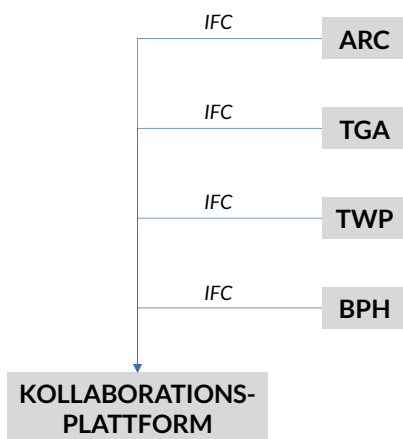 IFC
ARC
IFC
TGA
IFC
TWP
IFC
BPH
KOLLABORATIONS-
PLATTFORM